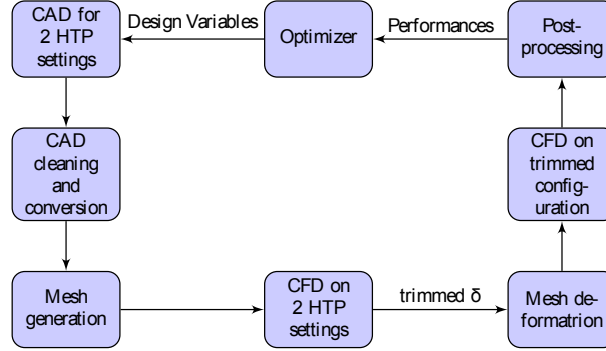 CAD for
2 HTP
settings
Design Variables
Optimizer
Performances
Post-
processing
CAD
cleaning
and
conversion
CFD on
trimmed
config-
uration
Mesh
generation
CFD on
2 HTP
settings
trimmed δ
Mesh de-
formatrion